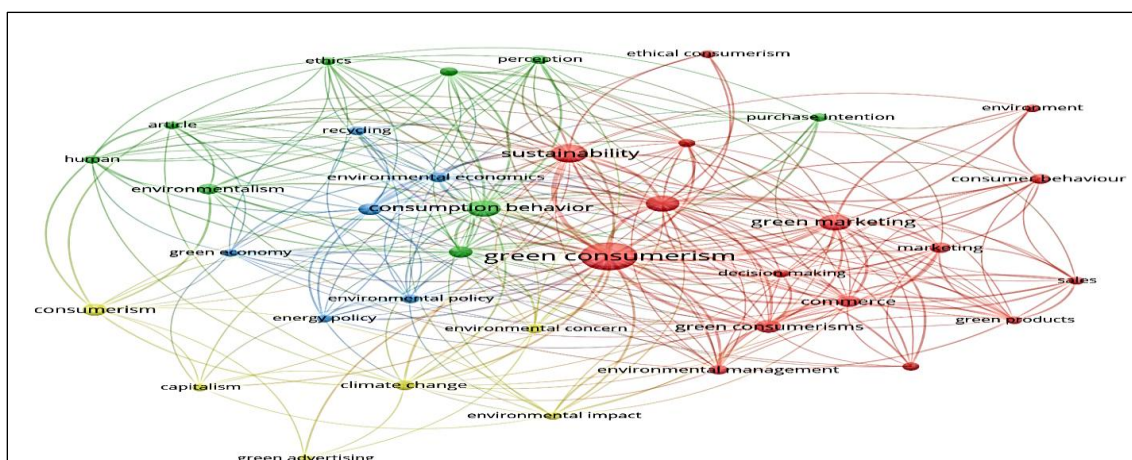 ethical consumerism
ethics
perception
environment
purchase intention
article
recycling
human
sustainability
environmental economics
consumer behaviour
environmentalism
consumption behavior
green marketing
marketing
green economy
green consumerism
decision making
sales
environmental policy
commerce
consumerism
energy policy
environmental concern
green consumerisms
green products
environmental management
capitalism
climate change
environmental impact
green advertising